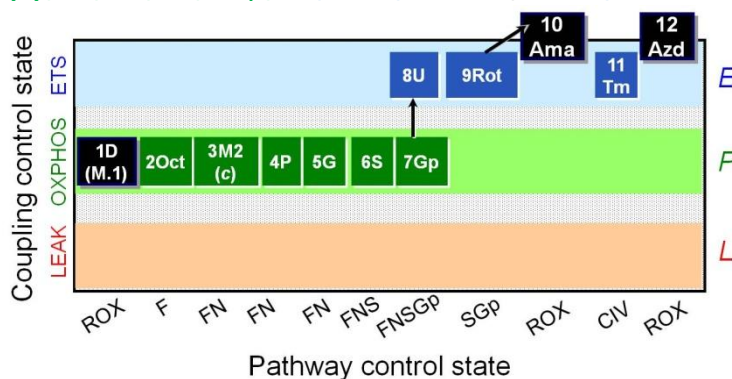 Coupling control state
ETS
OXPHOS
LEAK
10
Ama
12
Azd
8U
9Rot
11
Tm
E
1D
(M.1)
2Oct
3M2
(c)
4P
5G
6S
7Gp
P
L
ROX
F
FN
FN
FN
FNS
FNSGp
SGp
ROX
CIV
ROX
Pathway control state